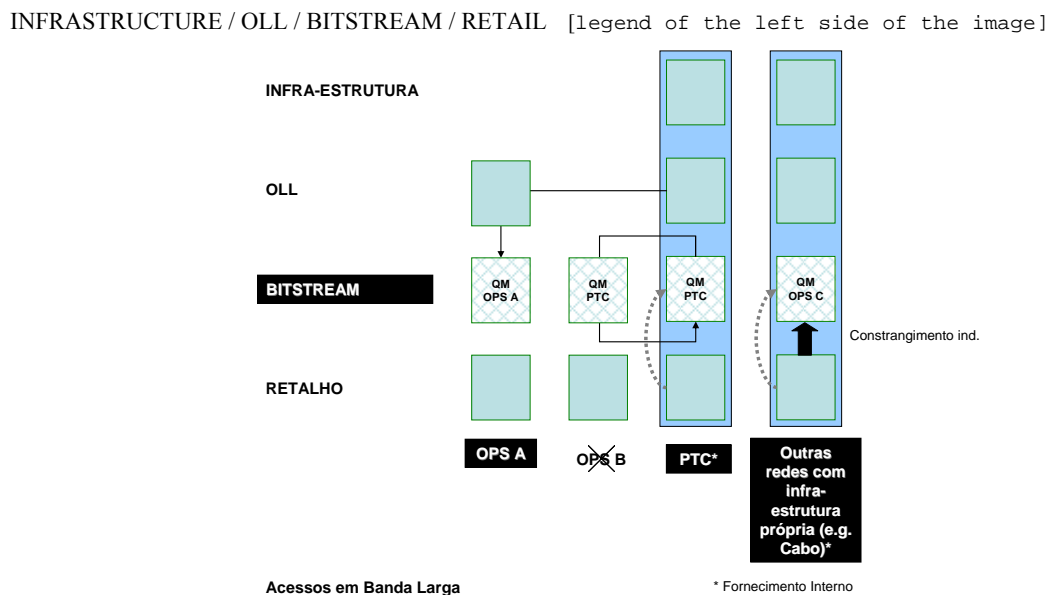 INFRASTRUCTURE / OLL / BITSTREAM / RETAIL [legend of the left side of the image]
INFRA-ESTRUTURA
OLL
BITSTREAM
QM
OPS A
QM
PTC
QM
PTC
QM
OPS C
Constrangimento ind.
RETALHO
OPS A
OPS B
PTC*
Outras
redes com
infra-
estrutura
própria (e.g.
Cabo)*
Acessos em Banda Larga
* Fornecimento Interno